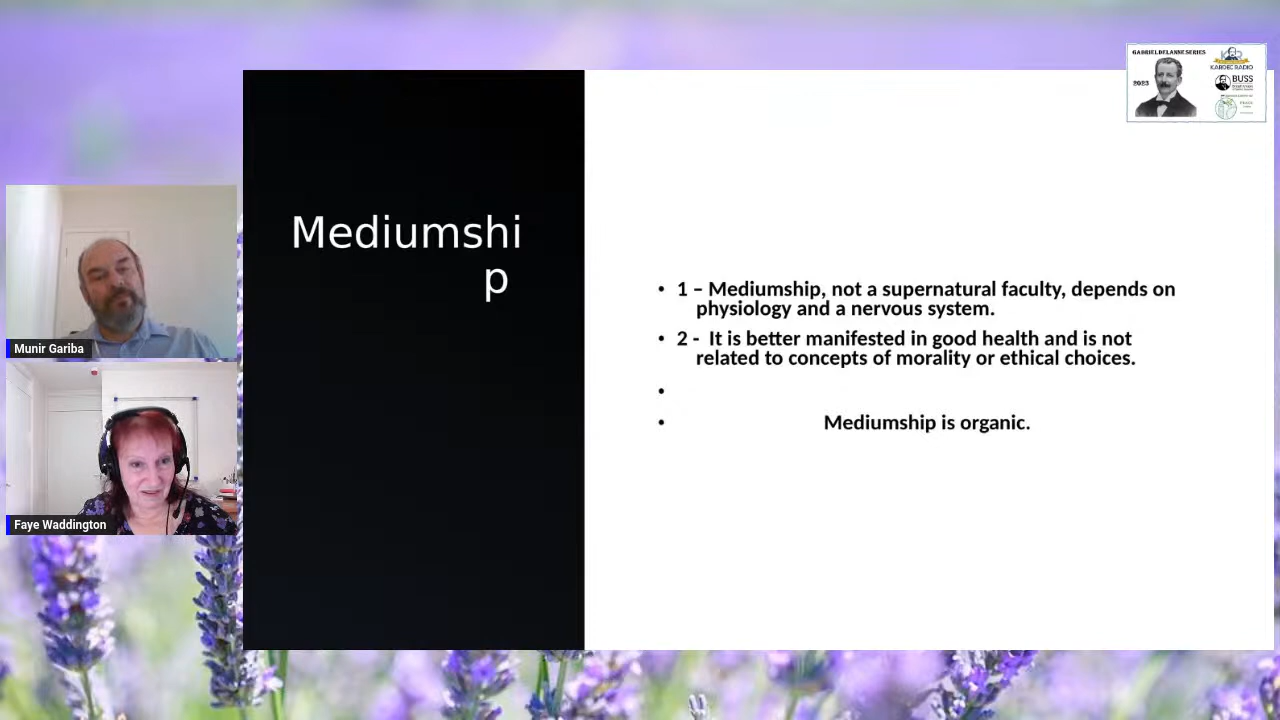 GABRIEL DELANNE SERIES
2023
KARDEC RADIO
BUSS
Mediumshi
p
• 1 – Mediumship, not a supernatural faculty, depends on
physiology and a nervous system.
• 2 -  It is better manifested in good health and is not
related to concepts of morality or ethical choices.
•
• Mediumship is organic.
Munir Gariba
Faye Waddington